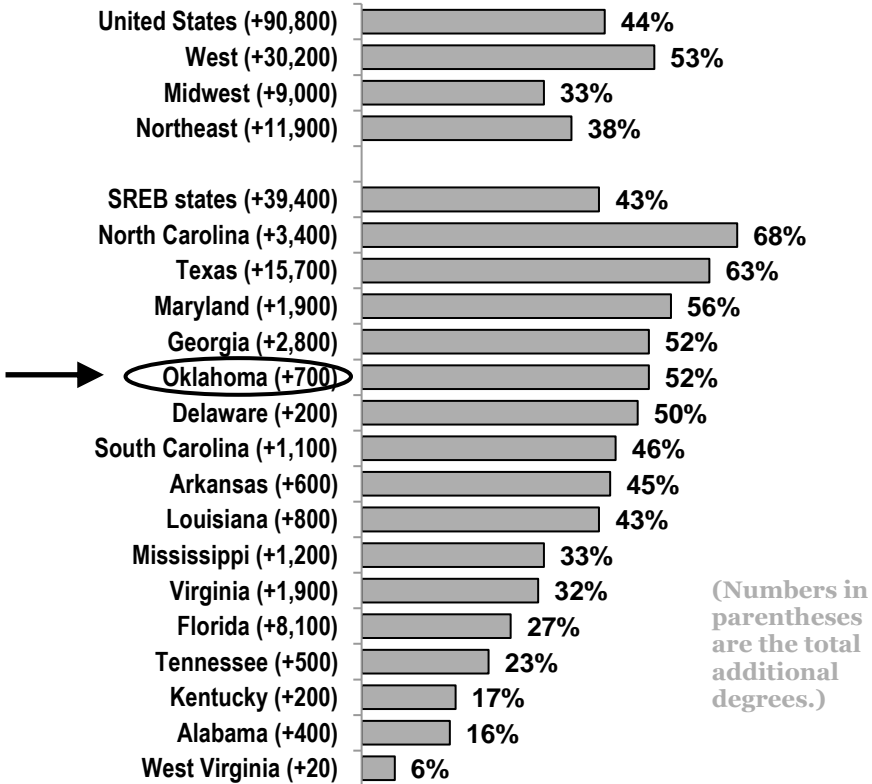 United States (+90,800) 44%
West (+30,200) 53%
Midwest (+9,000) 33%
Northeast (+11,900) 38%
SREB states (+39,400) 43%
North Carolina (+3,400) 68%
Texas (+15,700) 63%
Maryland (+1,900) 56%
Georgia (+2,800) 52%
Oklahoma (+700) 52%
Delaware (+200) 50%
South Carolina (+1,100) 46%
Arkansas (+600) 45%
Louisiana (+800) 43%
Mississippi (+1,200) 33%
Virginia (+1,900) 32%
Florida (+8,100) 27%
Tennessee (+500) 23%
Kentucky (+200) 17%
Alabama (+400) 16%
West Virginia (+20) 6%
(Numbers in
parentheses
are the total
additional
degrees.)